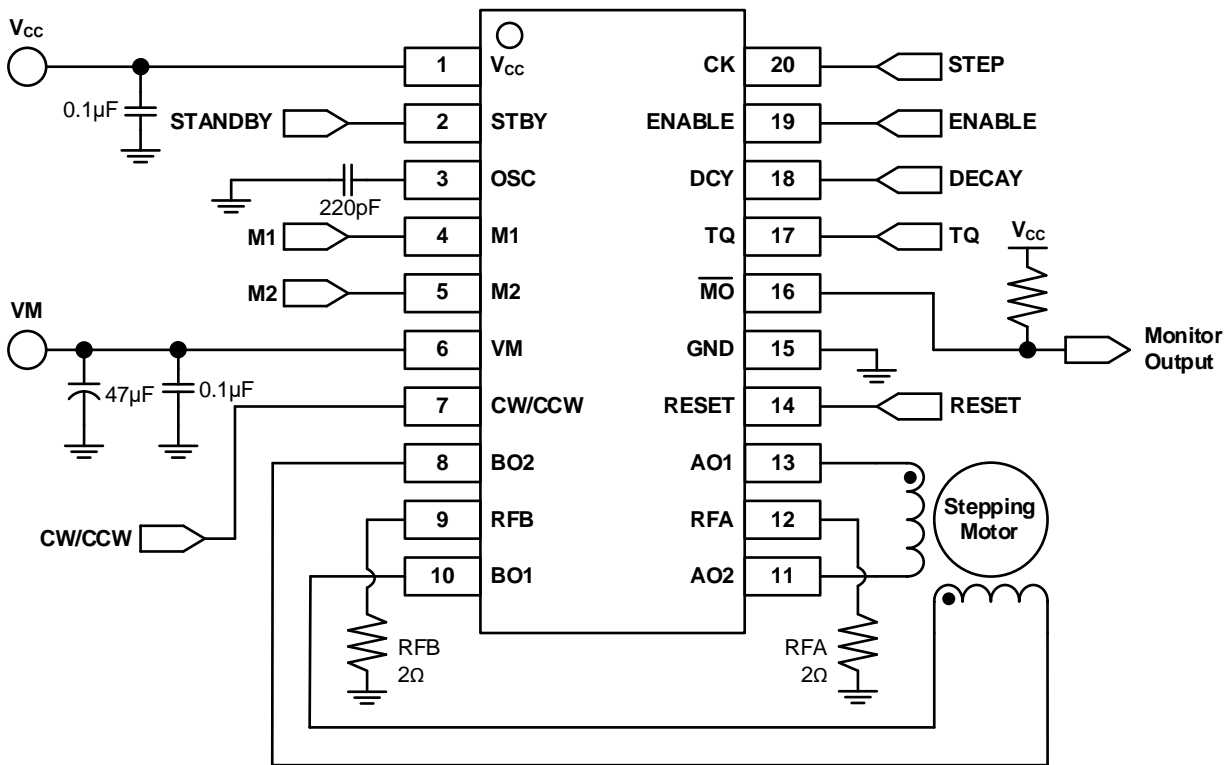 VCC
0.1µF
STANDBY
220pF
M1
M2
VM
47µF
0.1µF
CW/CCW
1 VCC
2 STBY
3 OSC
4 M1
5 M2
6 VM
7 CW/CCW
8 BO2
9 RFB
10 BO1
CK 20
ENABLE 19
DCY 18
TQ 17
MO 16
GND 15
RESET 14
AO1 13
RFA 12
AO2 11
STEP
ENABLE
DECAY
TQ
VCC
Monitor
Output
RESET
Stepping
Motor
RFB
2Ω
RFA
2Ω